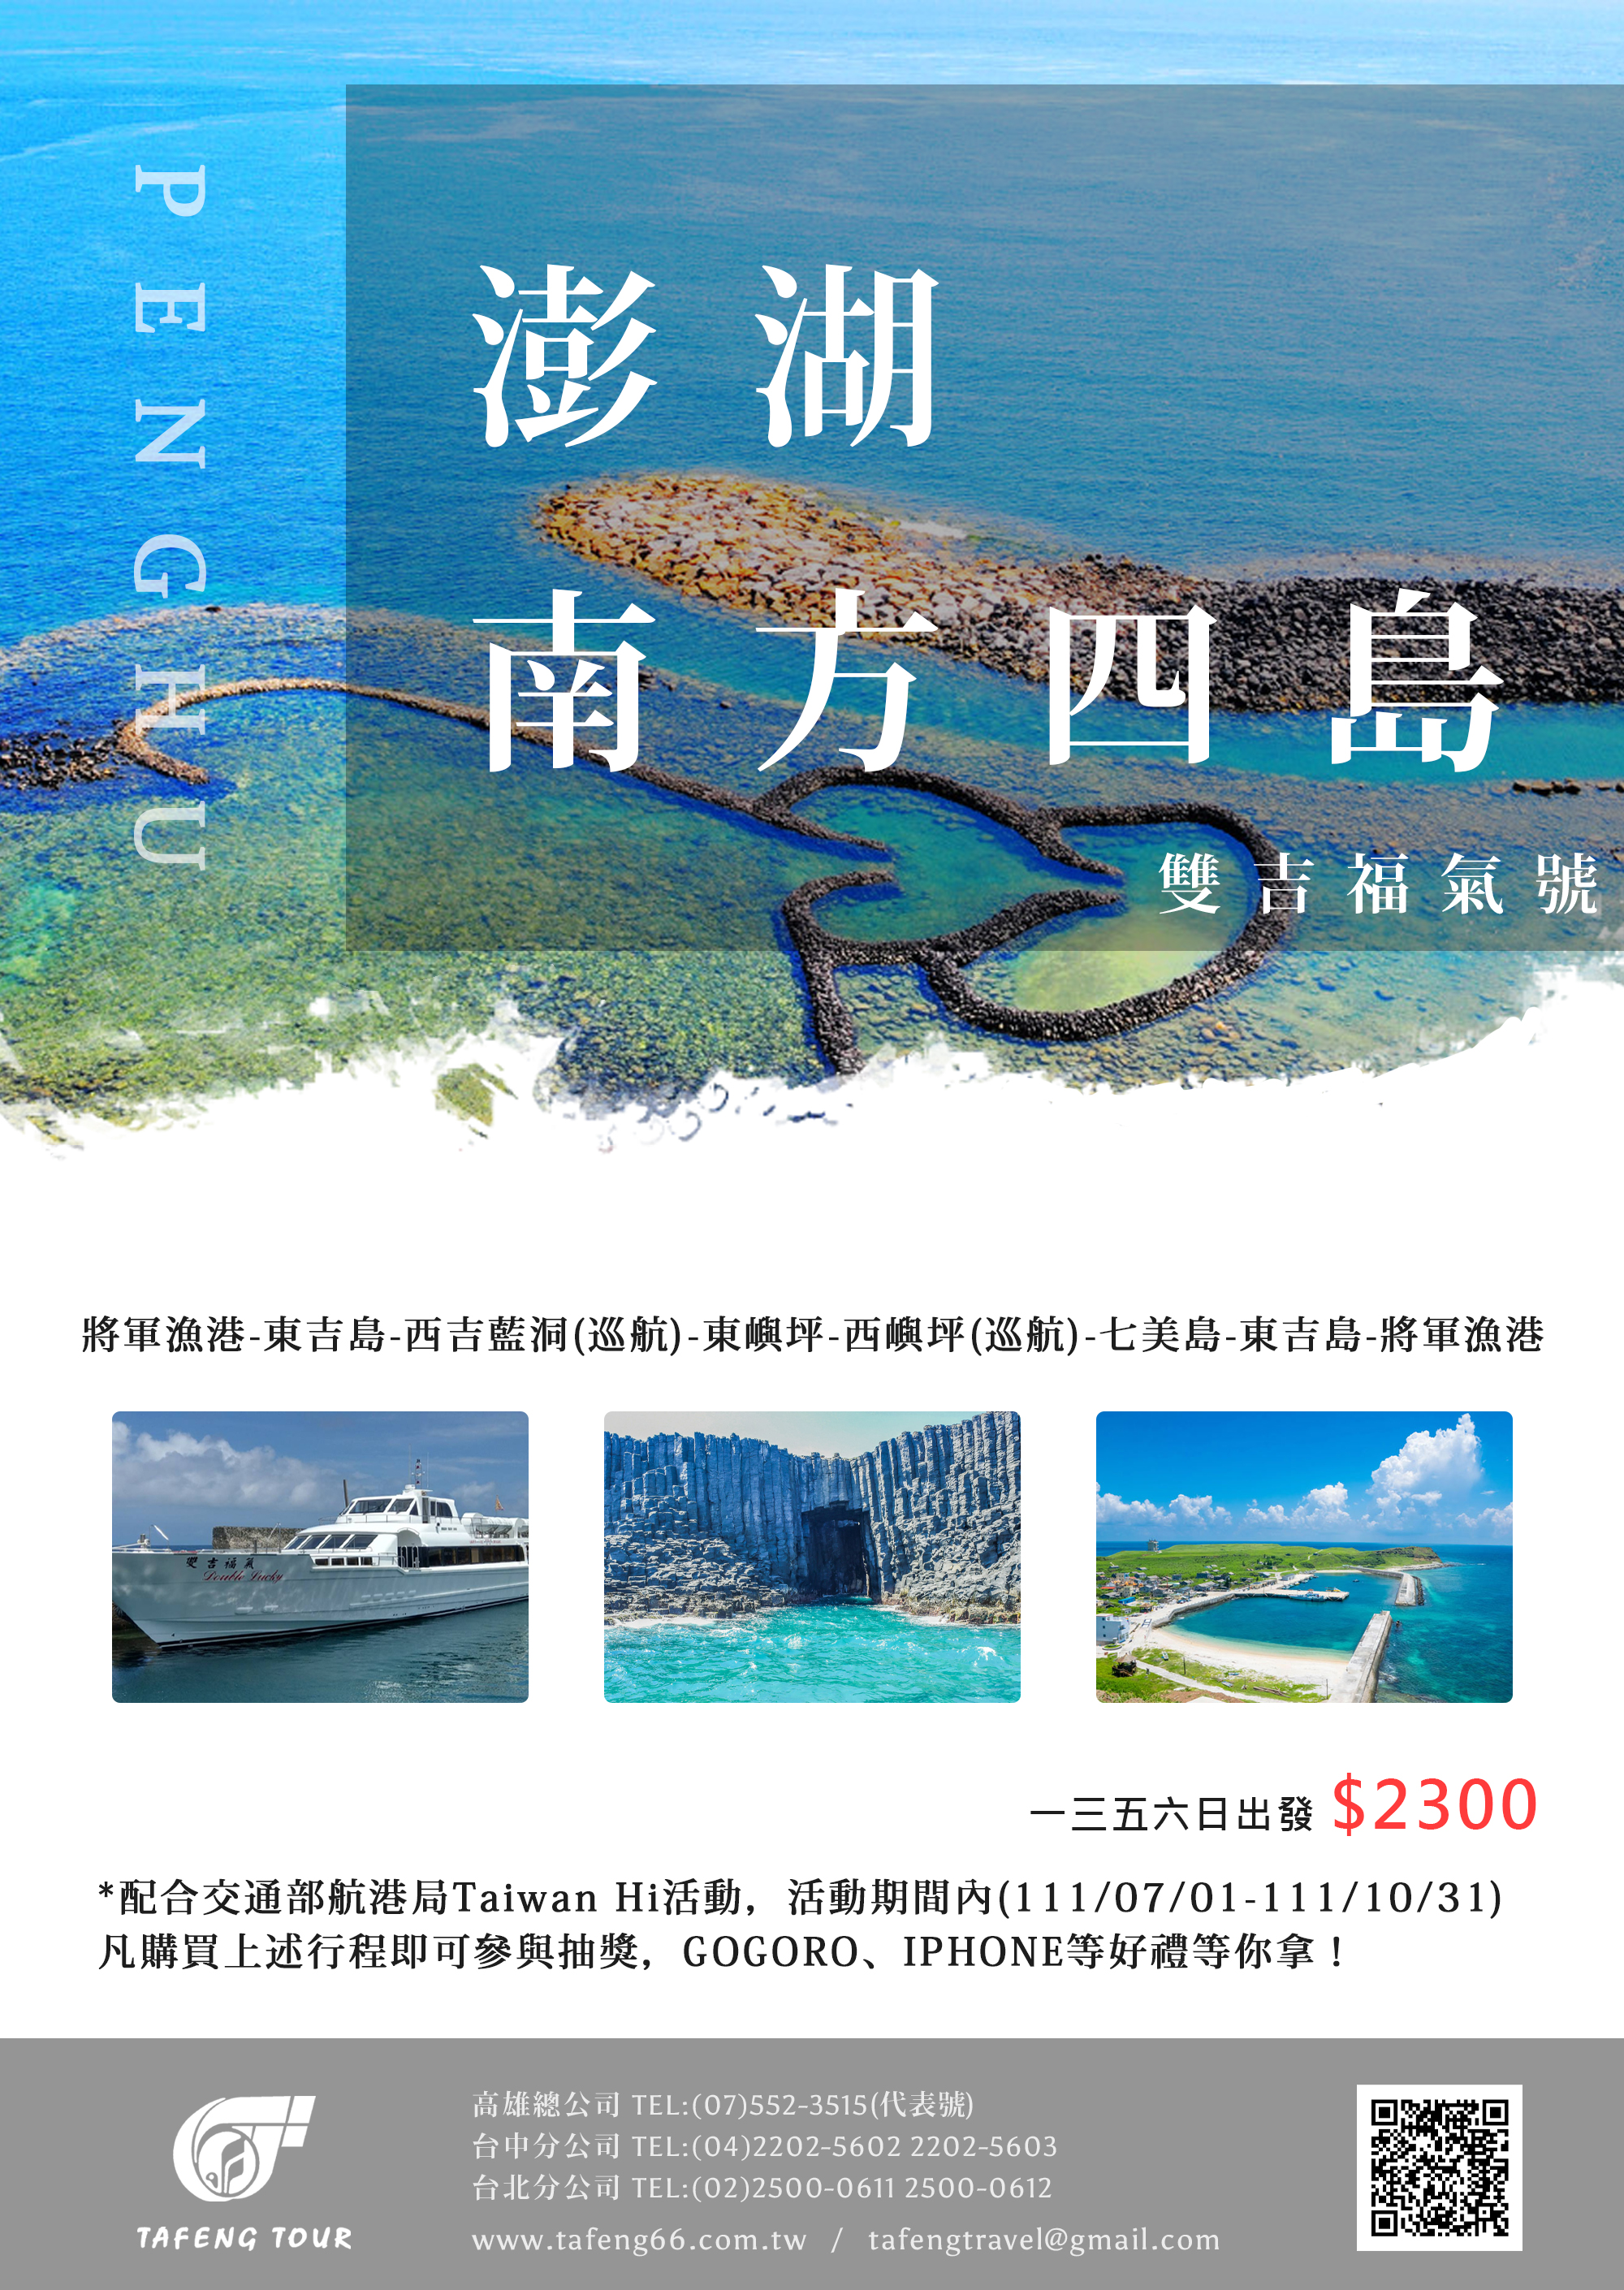 PENGHU
澎湖
南方四島
雙吉福氣號
將軍漁港-東吉島-西吉藍洞(巡航)-東嶼坪-西嶼坪(巡航)-七美島-東吉島-將軍漁港
雙吉福氣
Double Lucky
一三五六日出發 $2300
*配合交通部航港局Taiwan Hi活動，活動期間內(111/07/01-111/10/31)
凡購買上述行程即可參與抽獎，GOGORO、IPHONE等好禮等你拿！
TAFENG TOUR
高雄總公司 TEL:(07)552-3515(代表號)
台中分公司 TEL:(04)2202-5602 2202-5603
台北分公司 TEL:(02)2500-0611 2500-0612
www.tafeng66.com.tw / tafengtravel@gmail.com